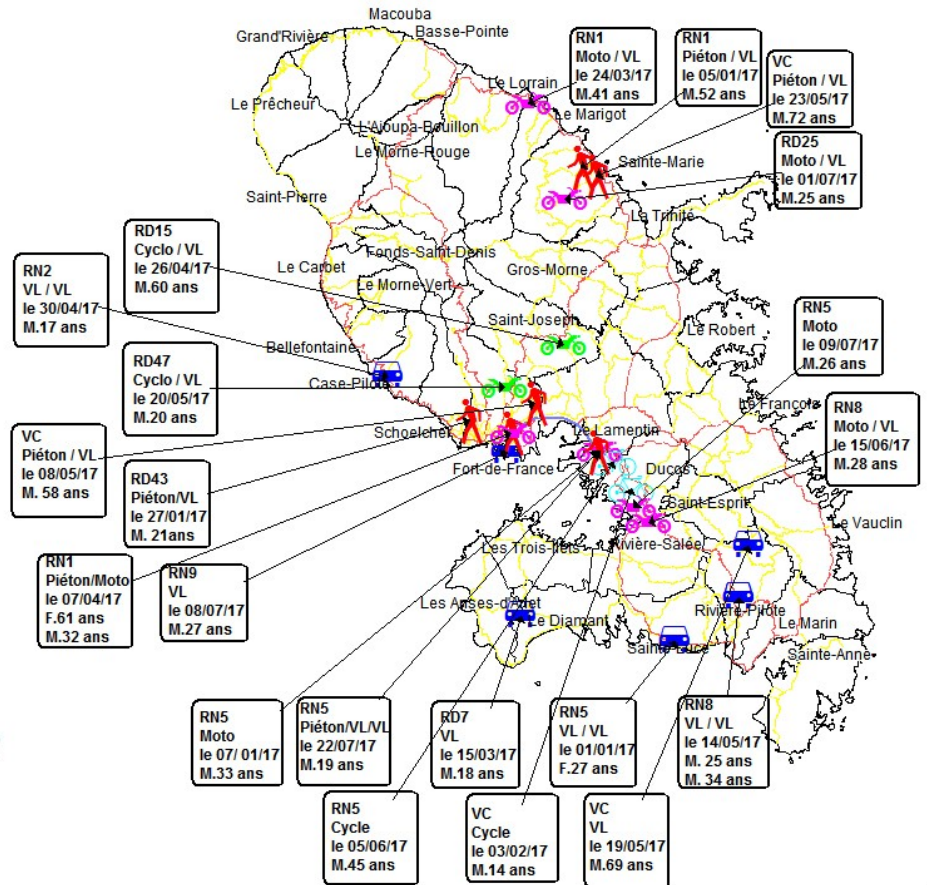 Macouba
Grand'Rivière
Basse-Pointe
RN1
Moto / VL
le 24/03/17
M.41 ans
RN1
Piéton / VL
le 05/01/17
M.52 ans
VC
Piéton / VL
le 23/05/17
M.72 ans
Le Lorrain
Le Prêcheur
L'Ajoupa-Bouillon
Le Marigot
Le Morne-Rouge
Sainte-Marie
RD25
Moto / VL
le 01/07/17
M.25 ans
Saint-Pierre
La Trinité
RD15
Cyclo / VL
le 26/04/17
M.60 ans
Fonds-Saint-Denis
Le Carbet
Gros-Morne
RN2
VL / VL
le 30/04/17
M.17 ans
Le Morne-Vert
RN5
Moto
le 09/07/17
M.26 ans
Saint-Joseph
Le Robert
Bellefontaine
RD47
Cyclo / VL
le 20/05/17
M.20 ans
Case-Pilote
Le François
RN8
Moto / VL
le 15/06/17
M.28 ans
VC
Piéton / VL
le 08/05/17
M. 58 ans
Schoelcher
Le Lamentin
Fort-de-France
Ducos
RD43
Piéton/VL
le 27/01/17
M. 21ans
Saint-Esprit
Le Vauclin
RN1
Piéton/Moto
le 07/04/17
F.61 ans
M.32 ans
RN9
VL
le 08/07/17
M.27 ans
Les Trois-Ilets
Rivière-Salée
Les Anses-d'Arlet
Le Diamant
Rivière-Pilote
Le Marin
Sainte-Luce
Sainte-Anne
RN5
Moto
le 07/ 01/17
M.33 ans
RN5
Piéton/VL/VL
le 22/07/17
M.19 ans
RD7
VL
le 15/03/17
M.18 ans
RN5
VL / VL
le 01/01/17
F.27 ans
RN8
VL / VL
le 14/05/17
M. 25 ans
M. 34 ans
RN5
Cycle
le 05/06/17
M.45 ans
VC
Cycle
le 03/02/17
M.14 ans
VC
VL
le 19/05/17
M.69 ans